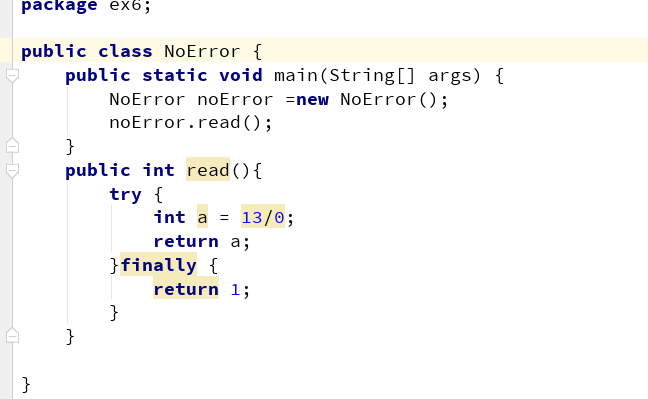 package ex6;
public class NoError {
    public static void main(String[] args) {
        NoError noError =new NoError();
        noError.read();
    }
    public int read(){
        try {
            int a = 13/0;
            return a;
        }finally {
            return 1;
        }
    }
}